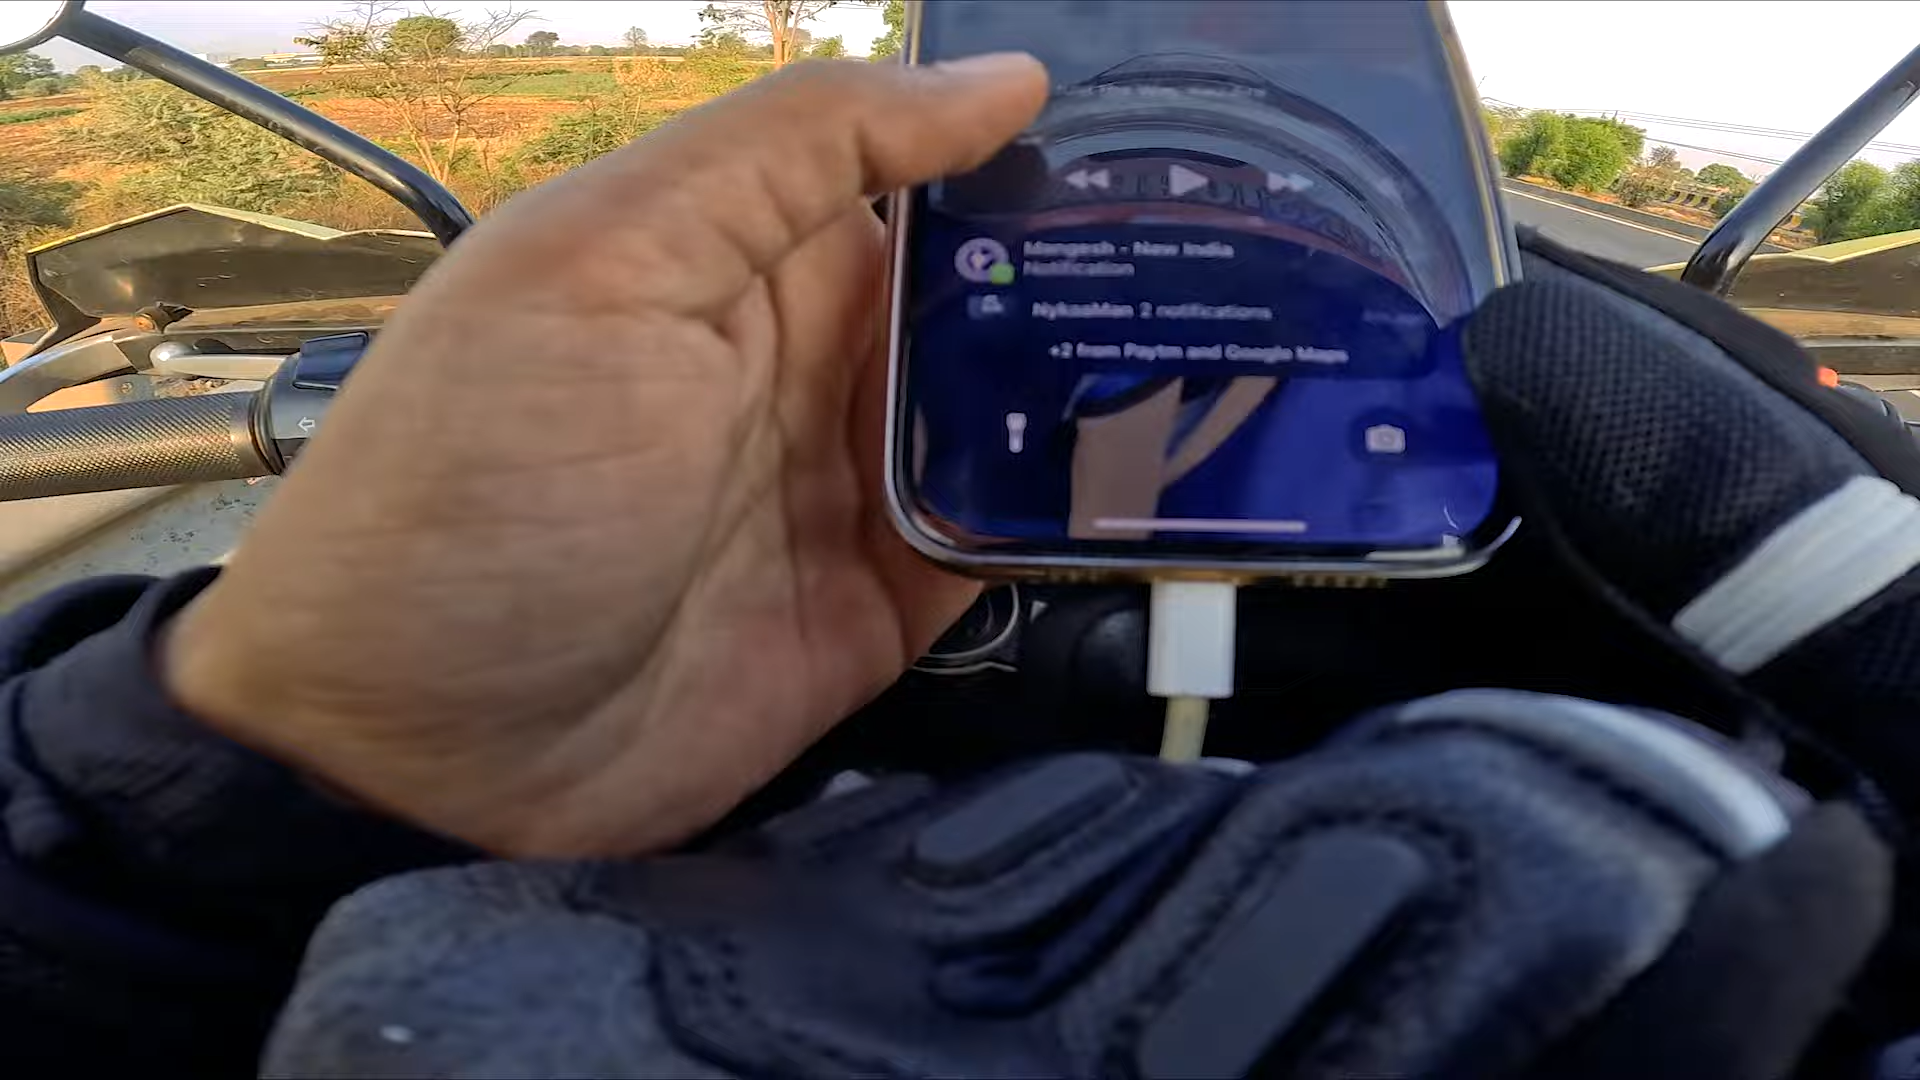 Mangesh - New India
Notification
NykaaMan 2 notifications
+2 from Paytm and Google Maps